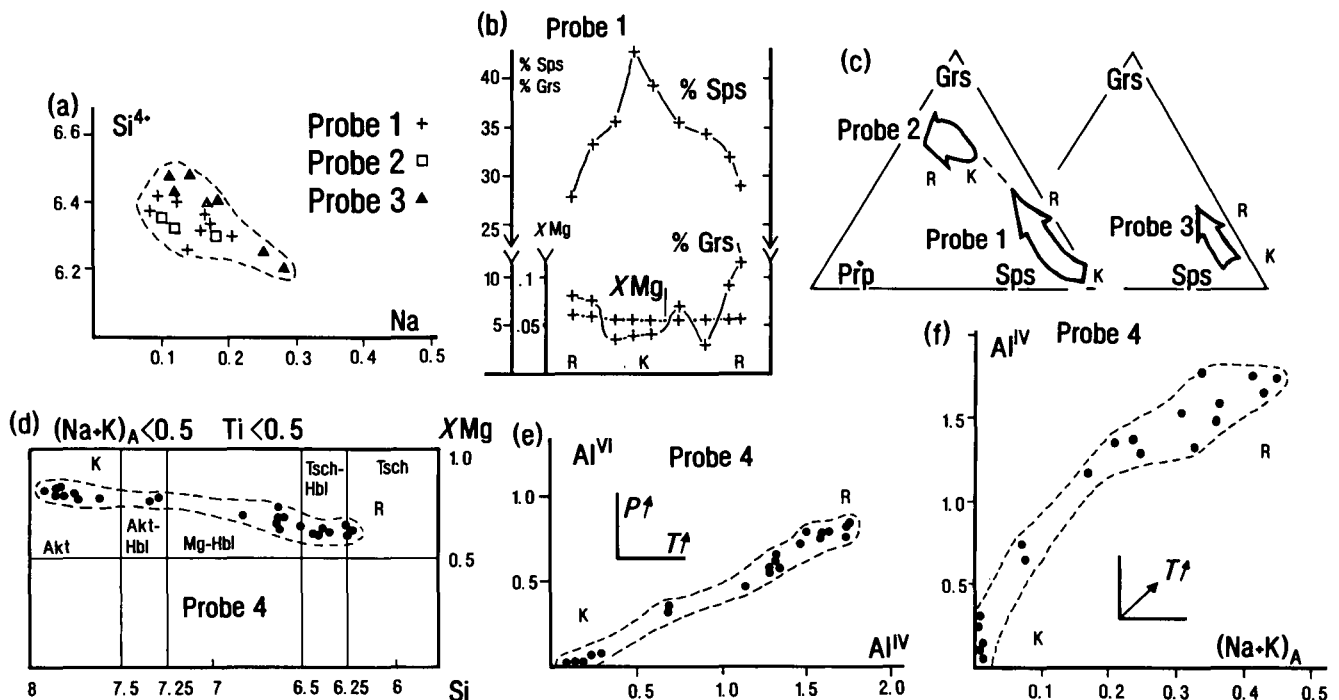 (a)
Si4+
6.6
6.4
6.2
Na
0.1 0.2 0.3 0.4 0.5
Probe 1 +
Probe 2 □
Probe 3 ▲
(b) Probe 1
% Sps
% Grs
40
35
30
25
% Sps
XMg
% Grs
10 .1
5 .05
XMg
R K R
(c)
Grs Grs
Probe 2
R K
R
Probe 1
K
Prp Sps
Probe 3
R
K
Sps
(d) (Na+K)A<0.5 Ti<0.5 XMg
K
Tsch-Hbl
Tsch
R
1.0
Akt
Akt-Hbl
Mg-Hbl
0.5
Probe 4
8 7.5 7.25 7 6.5 6.25 6 Si
(e) AlVI Probe 4
1.0
0.5
P↑
T↑
R
K
AlIV
0.5 1.0 1.5 2.0
(f) AlIV Probe 4
1.5
1.0
0.5
R
T↑
K
(Na+K)A
0.1 0.2 0.3 0.4 0.5